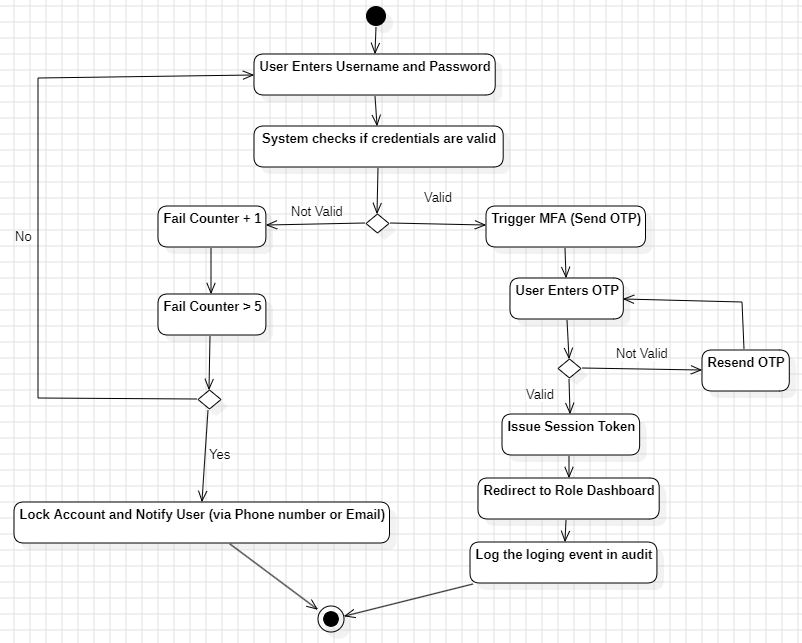 User Enters Username and Password
System checks if credentials are valid
Valid
Not Valid
Fail Counter + 1
Trigger MFA (Send OTP)
No
User Enters OTP
Fail Counter > 5
Not Valid
Resend OTP
Valid
Issue Session Token
Yes
Redirect to Role Dashboard
Lock Account and Notify User (via Phone number or Email)
Log the loging event in audit